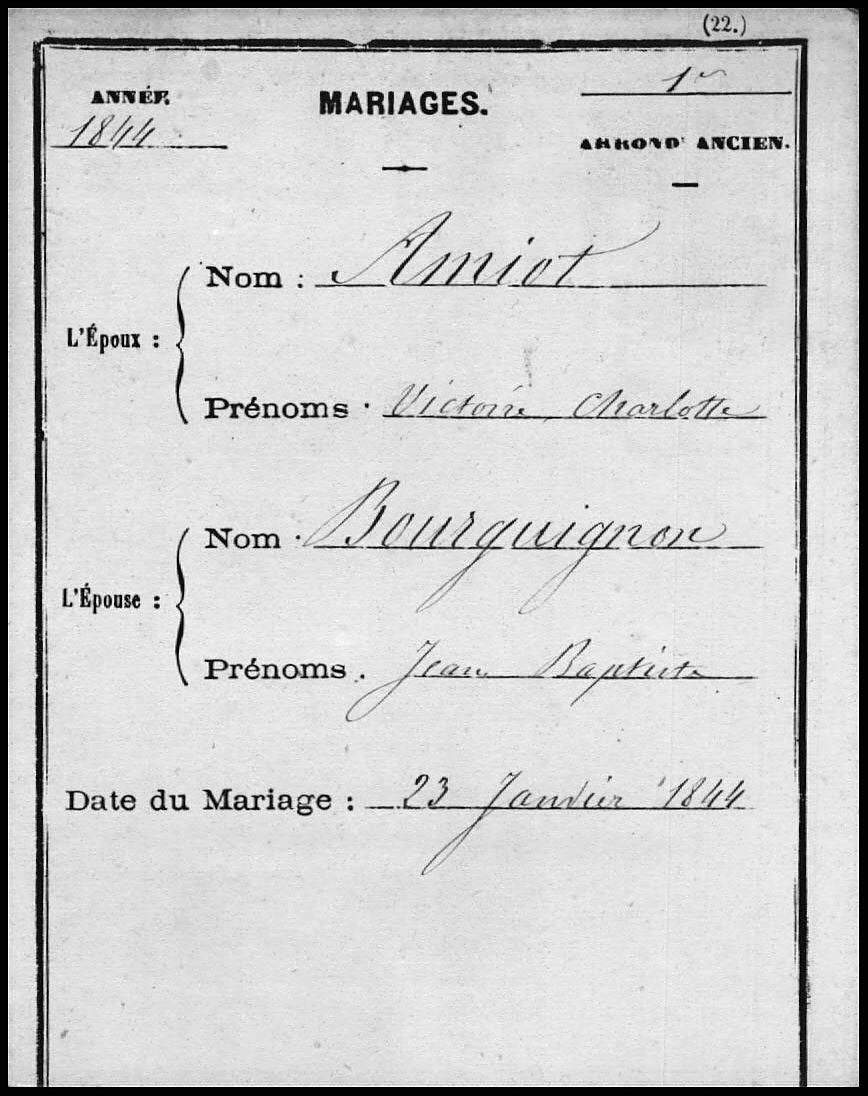 (22.)
ANNÉE
1844
MARIAGES.
1er
ARRONDt ANCIEN.
L'Époux :
Nom : Amiot
Prénoms : Victoire Charlotte
L'Épouse :
Nom : Bourguignon
Prénoms : Jean Baptiste
Date du Mariage : 23 Janvier 1844